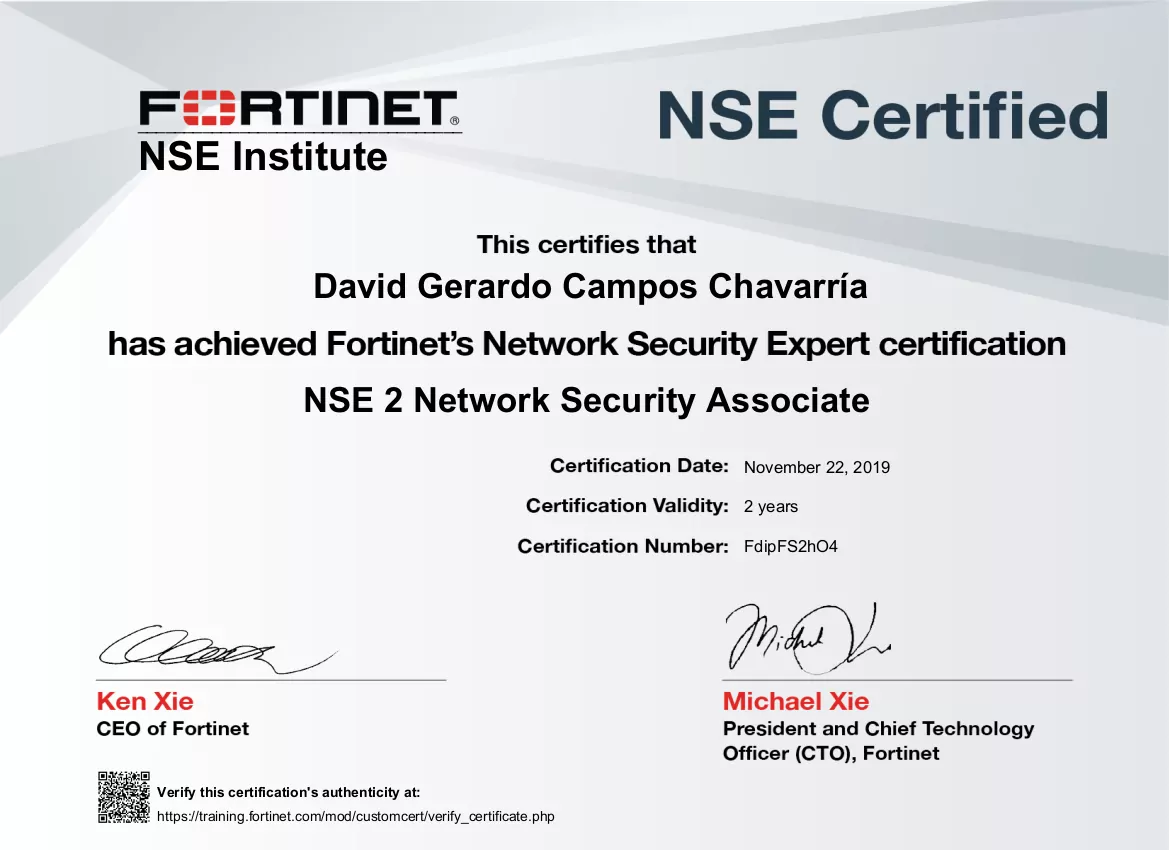 FORTINET®
NSE Institute
NSE Certified
This certifies that
David Gerardo Campos Chavarría
has achieved Fortinet’s Network Security Expert certification
NSE 2 Network Security Associate
Certification Date: November 22, 2019
Certification Validity: 2 years
Certification Number: FdipFS2hO4
Ken Xie
CEO of Fortinet
Michael Xie
President and Chief Technology
Officer (CTO), Fortinet
Verify this certification's authenticity at:
https://training.fortinet.com/mod/customcert/verify_certificate.php